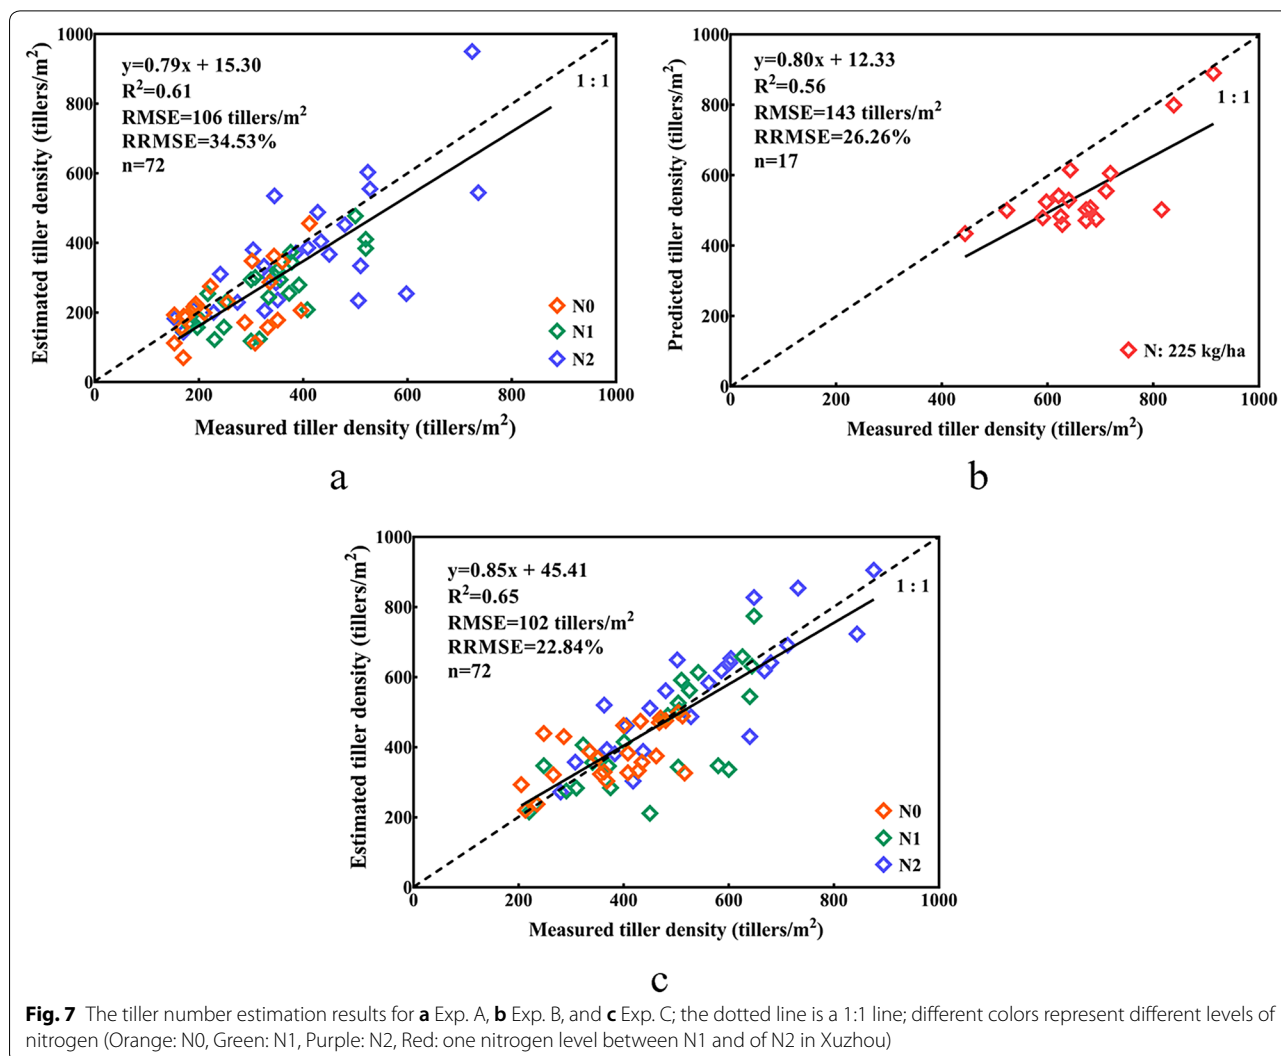 y=0.79x + 15.30
R²=0.61
RMSE=106 tillers/m²
RRMSE=34.53%
n=72
1 : 1
Estimated tiller density (tillers/m²)
1000
800
600
400
200
0
0 200 400 600 800 1000
N0
N1
N2
Measured tiller density (tillers/m²)
a
y=0.80x + 12.33
R²=0.56
RMSE=143 tillers/m²
RRMSE=26.26%
n=17
1 : 1
Predicted tiller density (tillers/m²)
1000
800
600
400
200
0
0 200 400 600 800 1000
N: 225 kg/ha
Measured tiller density (tillers/m²)
b
y=0.85x + 45.41
R²=0.65
RMSE=102 tillers/m²
RRMSE=22.84%
n=72
1 : 1
Estimated tiller density (tillers/m²)
1000
800
600
400
200
0
0 200 400 600 800 1000
N0
N1
N2
Measured tiller density (tillers/m²)
c
Fig. 7 The tiller number estimation results for a Exp. A, b Exp. B, and c Exp. C; the dotted line is a 1:1 line; different colors represent different levels of
nitrogen (Orange: N0, Green: N1, Purple: N2, Red: one nitrogen level between N1 and of N2 in Xuzhou)